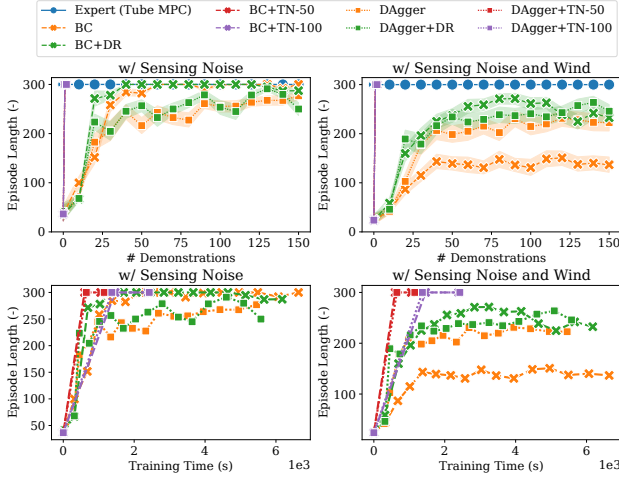 Expert (Tube MPC)
BC
BC+DR
BC+TN-50
BC+TN-100
DAgger
DAgger+DR
DAgger+TN-50
DAgger+TN-100
w/ Sensing Noise
Episode Length (-)
300
200
100
0
0 25 50 75 100 125 150
# Demonstrations
w/ Sensing Noise and Wind
Episode Length (-)
300
200
100
0
0 25 50 75 100 125 150
# Demonstrations
w/ Sensing Noise
Episode Length (-)
300
250
200
150
100
50
0 2 4 6
1e3
Training Time (s)
w/ Sensing Noise and Wind
Episode Length (-)
300
200
100
0 2 4 6
1e3
Training Time (s)